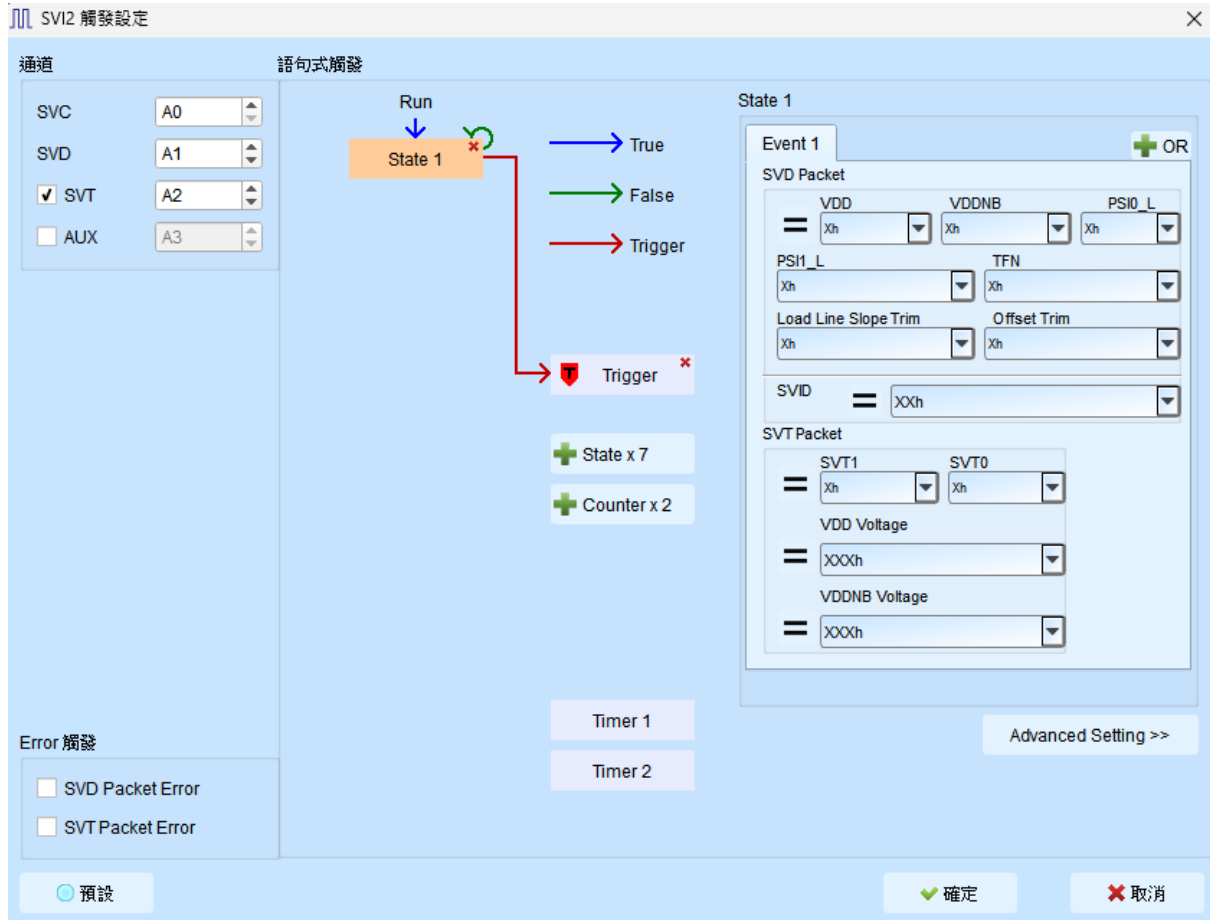 SVI2 觸發設定
通道
SVC A0
SVD A1
SVT A2
AUX A3
語句式觸發
Run
State 1
True
False
Trigger
Trigger
State x 7
Counter x 2
Timer 1
Timer 2
State 1
Event 1
OR
SVD Packet
VDD VDDNB PSI0_L
= Xh Xh Xh
PSI1_L TFN
Xh Xh
Load Line Slope Trim Offset Trim
Xh Xh
SVID = XXh
SVT Packet
SVT1 SVT0
= Xh Xh
VDD Voltage
= XXXh
VDDNB Voltage
= XXXh
Advanced Setting >>
Error 觸發
SVD Packet Error
SVT Packet Error
預設
確定
取消